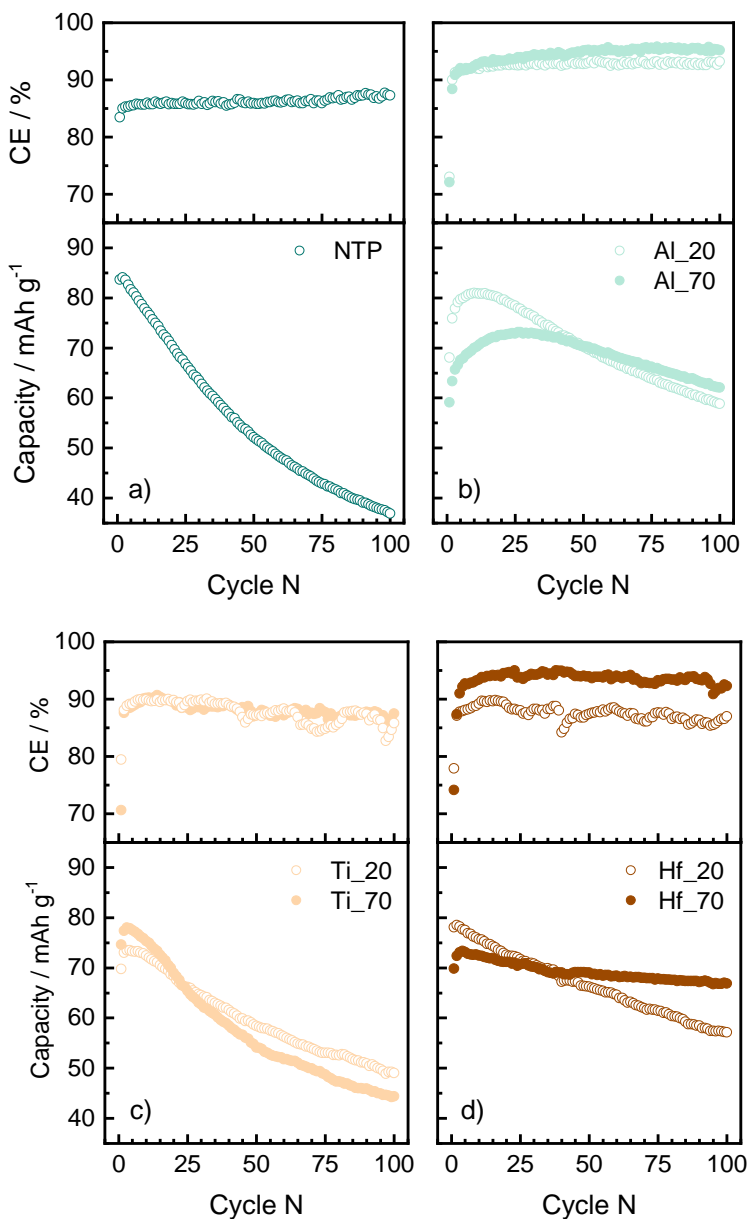 CE / %
100
90
80
70
Capacity / mAh g⁻¹
90
80
70
60
50
40
NTP
a)
0 25 50 75 100
Cycle N
Al_20
Al_70
b)
0 25 50 75 100
Cycle N
CE / %
100
90
80
70
Capacity / mAh g⁻¹
90
80
70
60
50
40
Ti_20
Ti_70
c)
0 25 50 75 100
Cycle N
Hf_20
Hf_70
d)
0 25 50 75 100
Cycle N